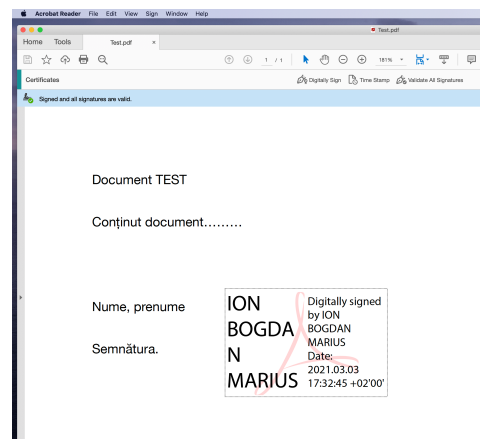 Acrobat Reader File Edit View Sign Window Help
Test.pdf
Home Tools Test.pdf ×
1 / 1 181%
Certificates Digitally Sign Time Stamp Validate All Signatures
Signed and all signatures are valid.
Document TEST
Conținut document………
Nume, prenume
Semnătura.
ION
BOGDA
N
MARIUS
Digitally signed
by ION
BOGDAN
MARIUS
Date:
2021.03.03
17:32:45 +02'00'